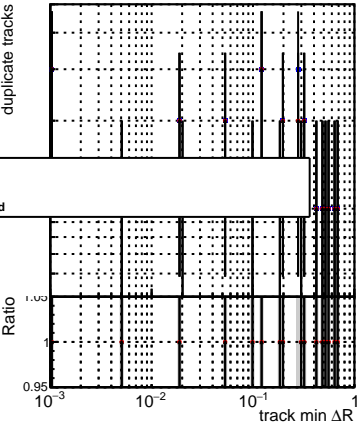 duplicate tracks
d
1.05
Ratio
1
0.95
10⁻³
10⁻²
10⁻¹
1
track min ΔR